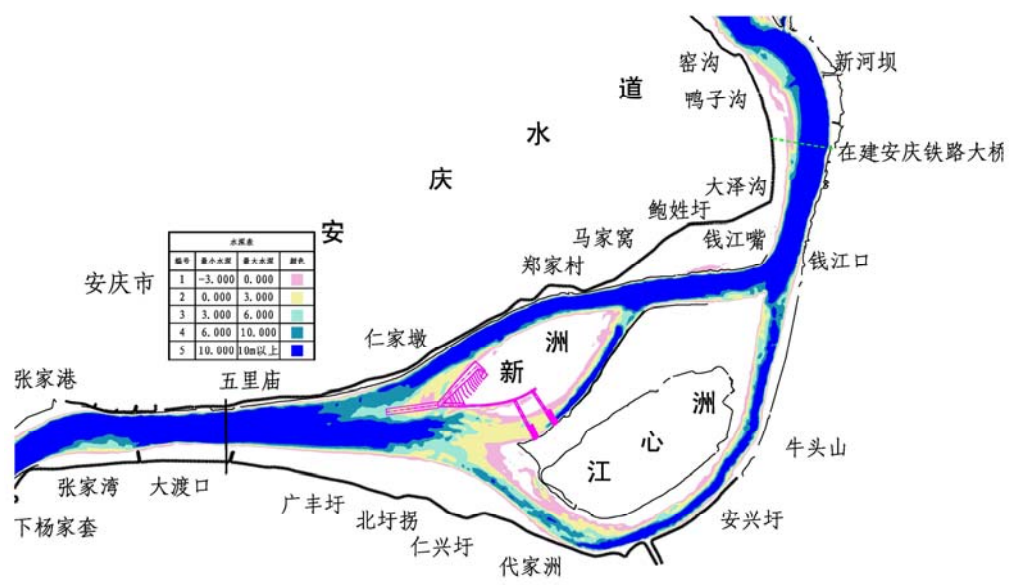 窑沟
新河坝
道
鸭子沟
水
在建安庆铁路大桥
庆
大泽沟
鲍姓圩
安
马家窝
钱江嘴
钱江口
郑家村
安庆市
水深表
编号 最小水深 最大水深 颜色
1 -3.000 0.000
2 0.000 3.000
3 3.000 6.000
4 6.000 10.000
5 10.000 10m以上
仁家墩
洲
新
张家港
五里庙
洲
心
江
牛头山
张家湾
大渡口
广丰圩
北圩拐
安兴圩
下杨家套
仁兴圩
代家洲